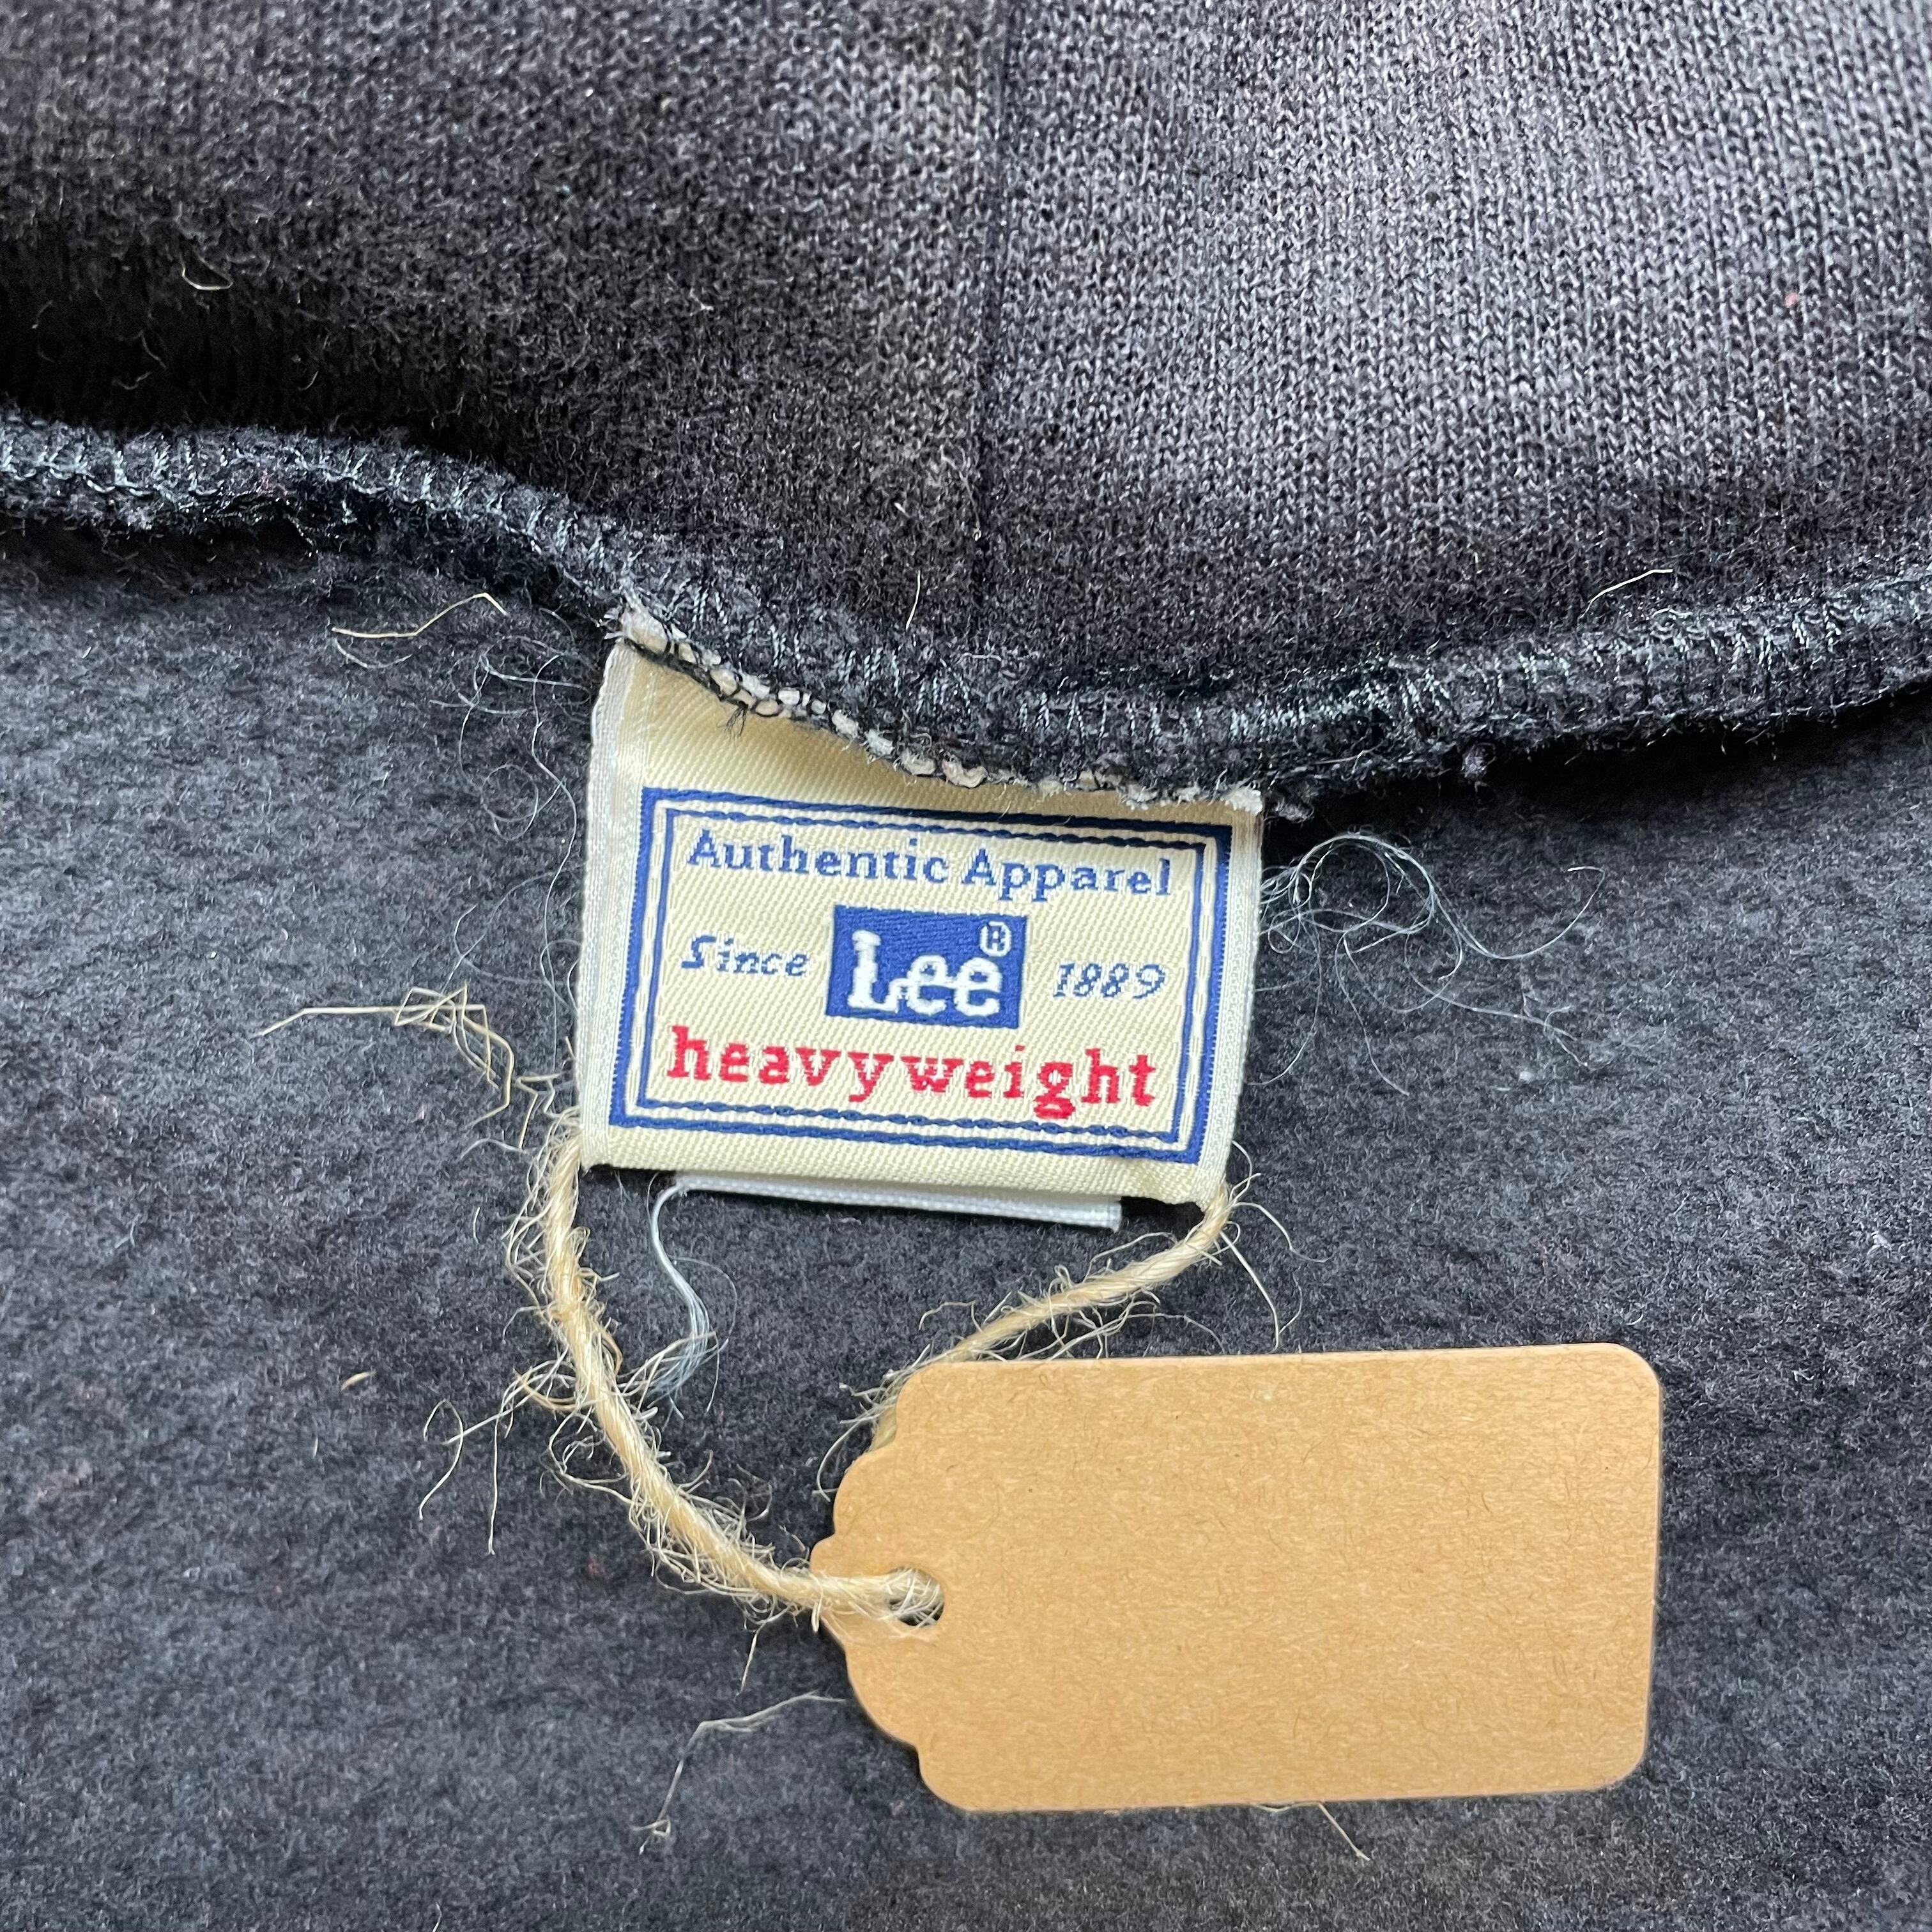 Authentic Apparel
Since Lee® 1889
heavyweight